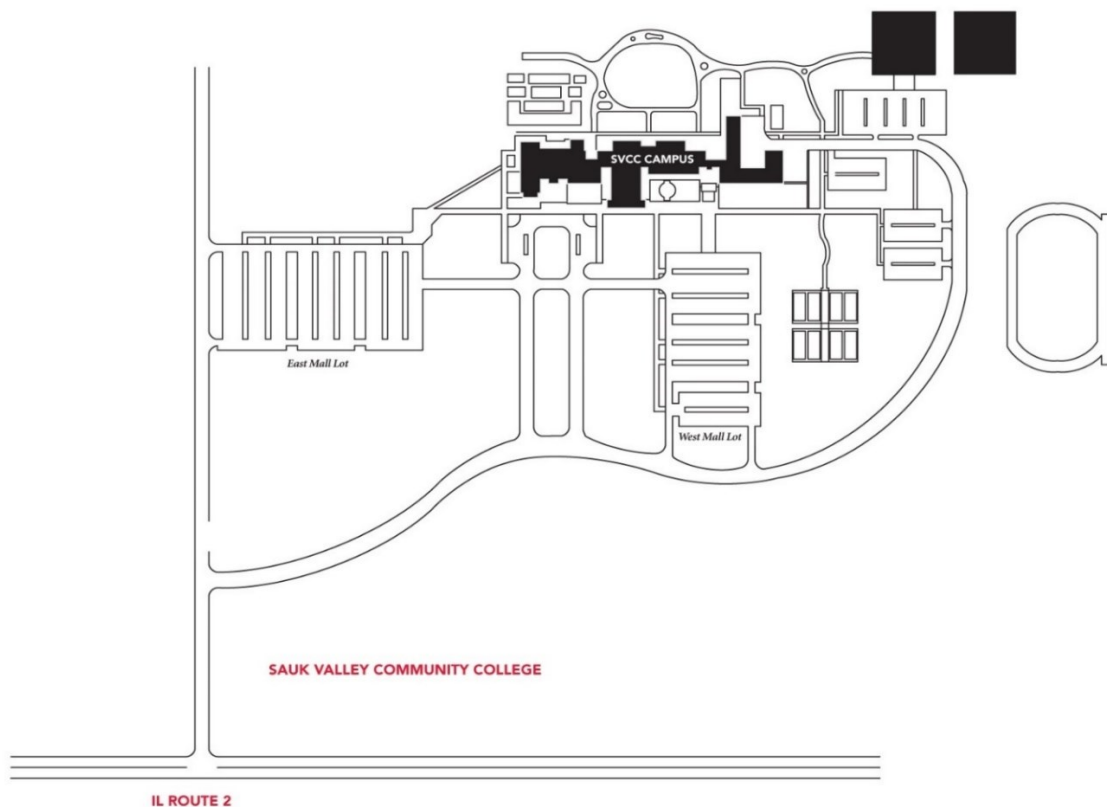 SVCC CAMPUS
East Mall Lot
West Mall Lot
SAUK VALLEY COMMUNITY COLLEGE
IL ROUTE 2